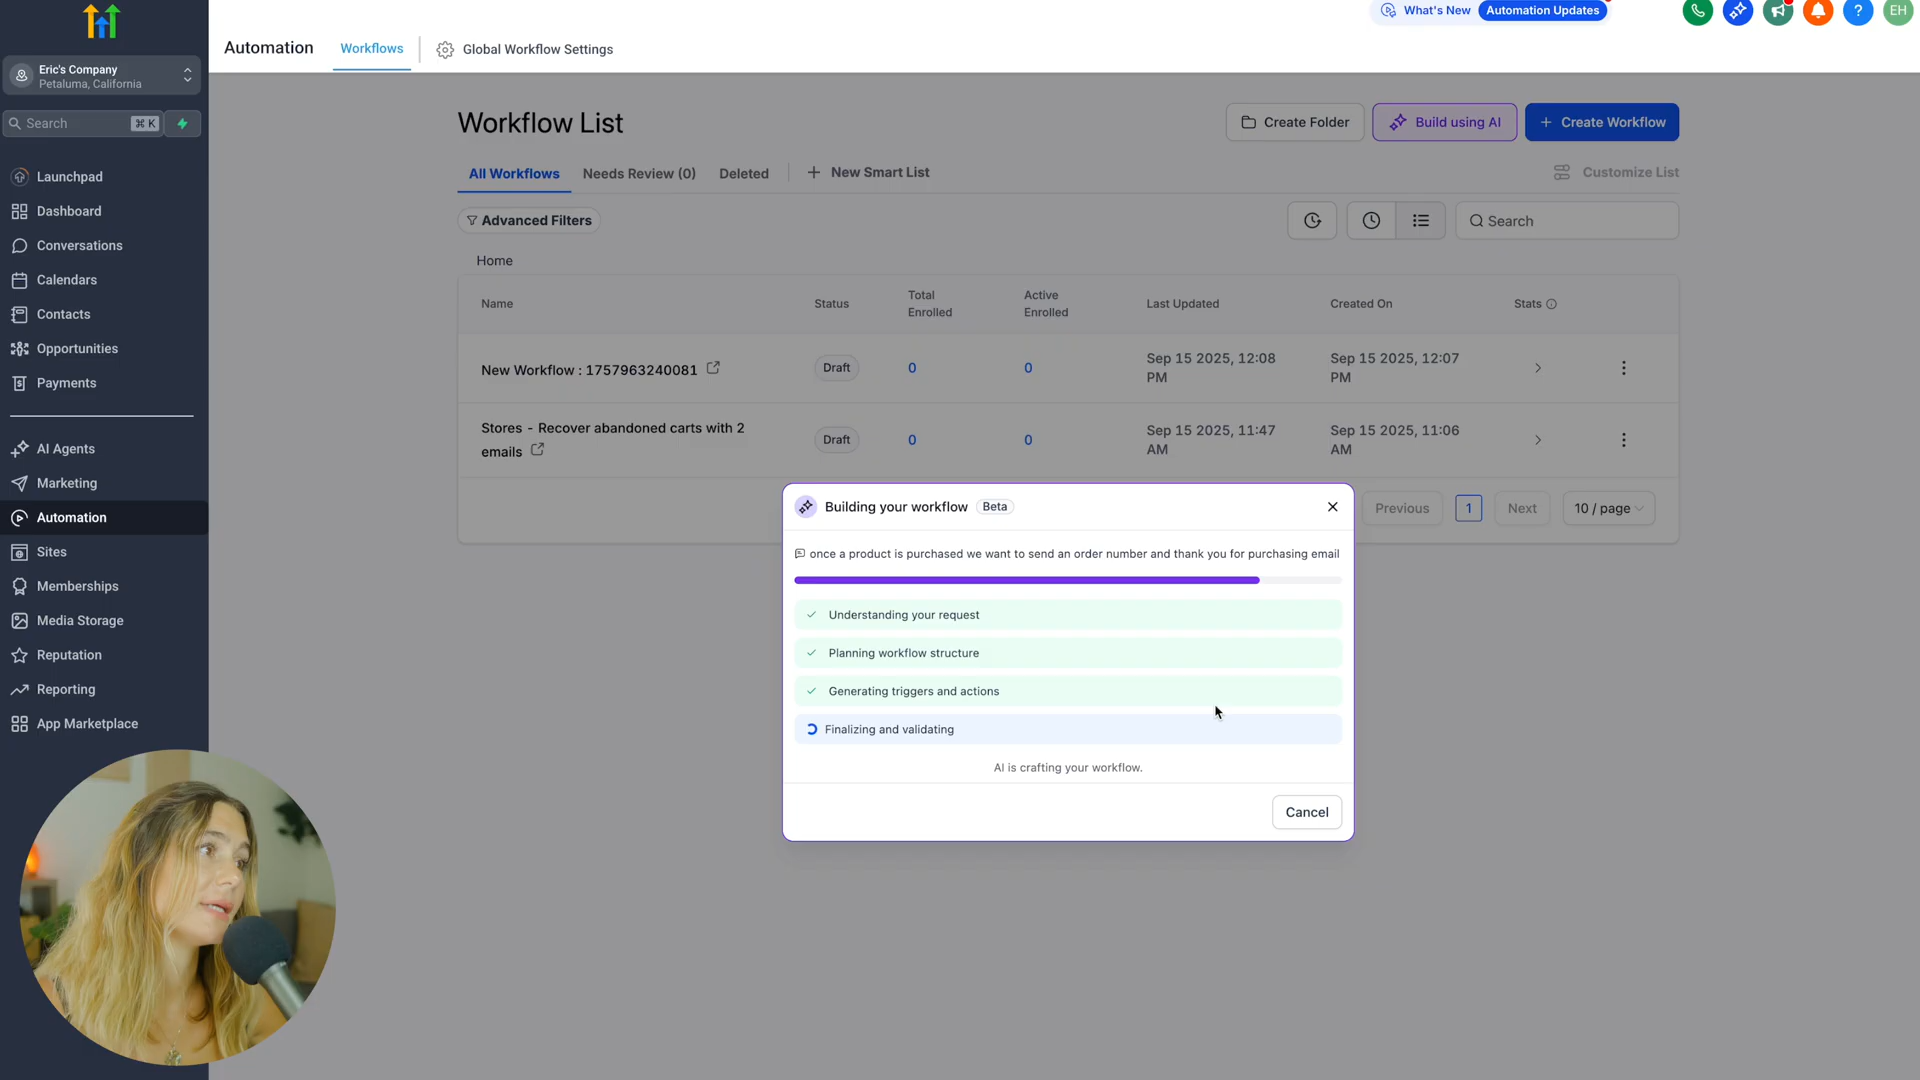 What's New
Automation Updates
EH
Automation
Workflows
Global Workflow Settings
Eric's Company
Petaluma, California
Search
⌘ K
Launchpad
Dashboard
Conversations
Calendars
Contacts
Opportunities
Payments
AI Agents
Marketing
Automation
Sites
Memberships
Media Storage
Reputation
Reporting
App Marketplace
Workflow List
Create Folder
Build using AI
+ Create Workflow
All Workflows
Needs Review (0)
Deleted
+ New Smart List
Customize List
Advanced Filters
Search
Home
Name
Status
Total
Enrolled
Active
Enrolled
Last Updated
Created On
Stats
New Workflow : 1757963240081
Draft
0
0
Sep 15 2025, 12:08
PM
Sep 15 2025, 12:07
PM
Stores - Recover abandoned carts with 2
emails
Draft
0
0
Sep 15 2025, 11:47
AM
Sep 15 2025, 11:06
AM
Previous
1
Next
10 / page
Building your workflow
Beta
once a product is purchased we want to send an order number and thank you for purchasing email
Understanding your request
Planning workflow structure
Generating triggers and actions
Finalizing and validating
AI is crafting your workflow.
Cancel